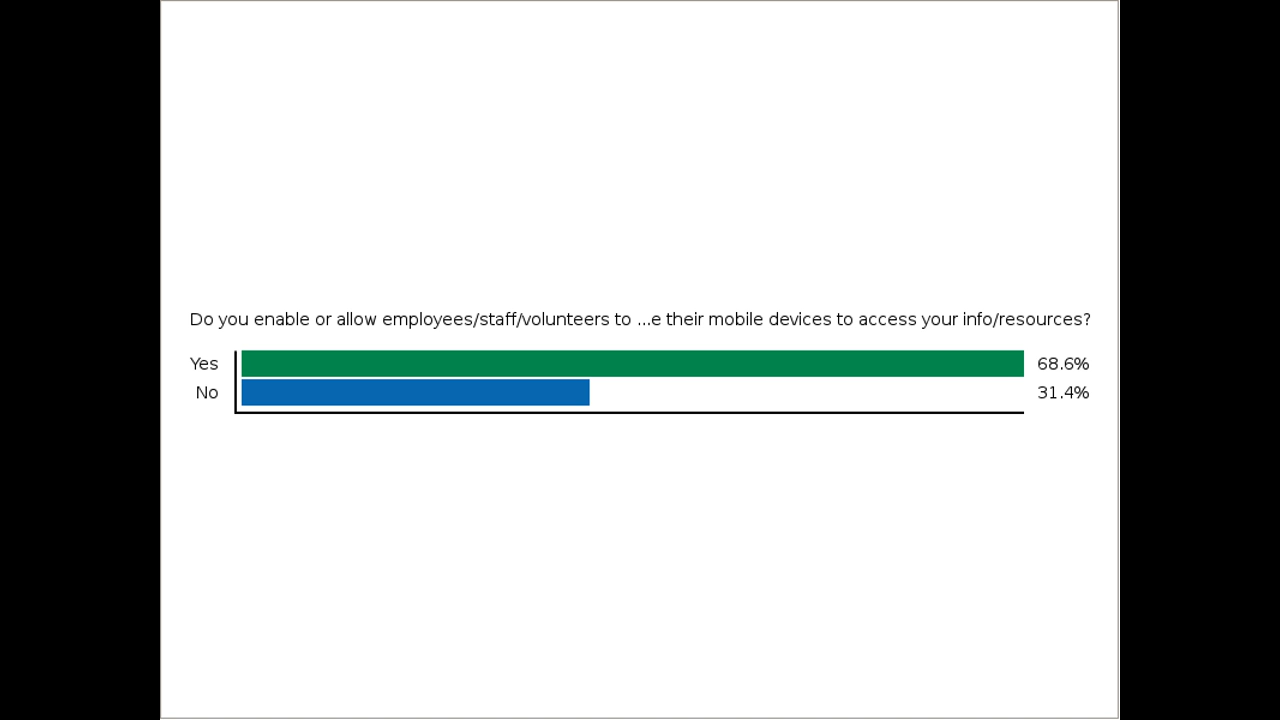 Do you enable or allow employees/staff/volunteers to ...e their mobile devices to access your info/resources?
Yes 68.6%
No 31.4%